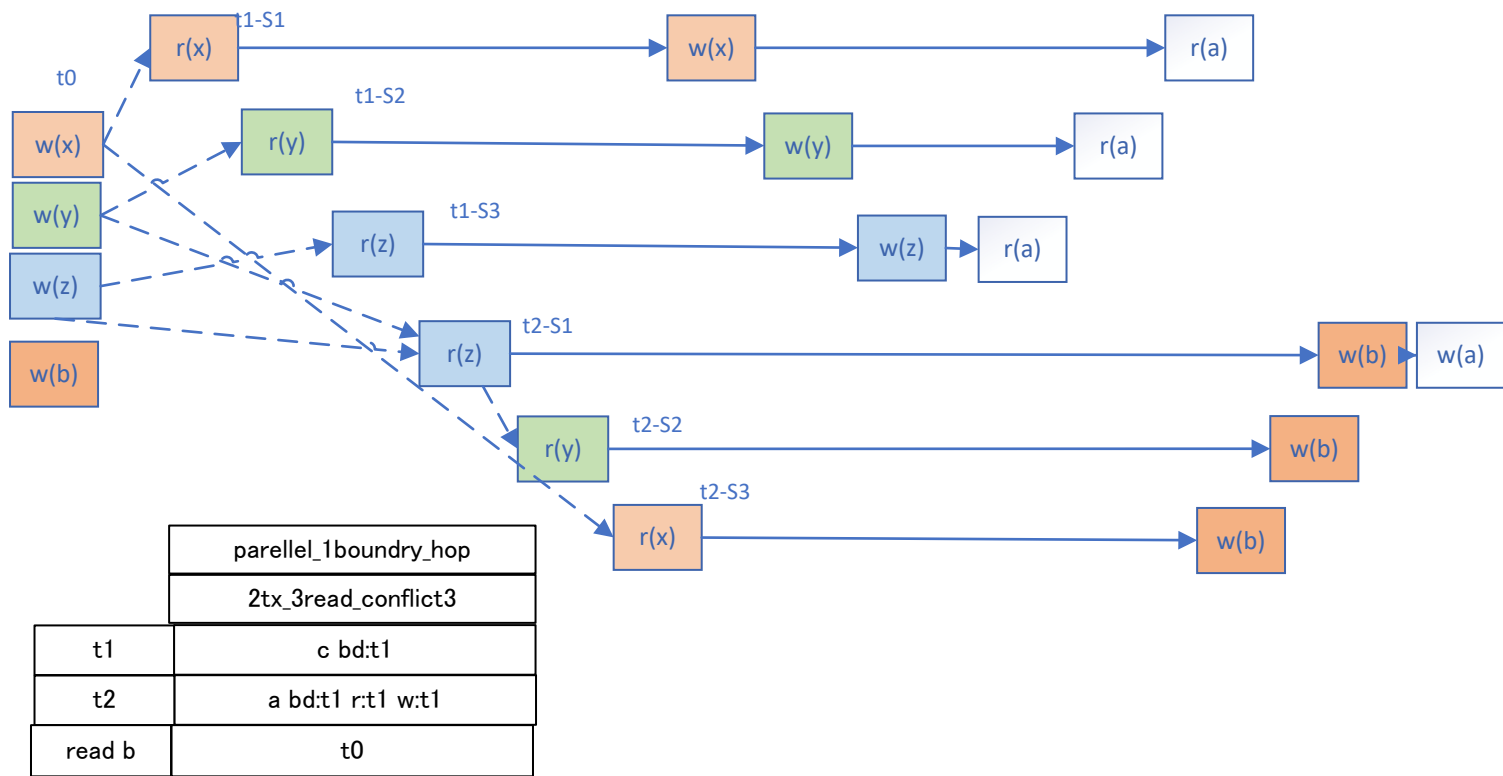 t1-S1
r(x)
w(x)
r(a)
t0
t1-S2
w(x)
r(y)
w(y)
r(a)
w(y)
t1-S3
r(z)
w(z)
r(a)
w(z)
t2-S1
r(z)
w(b)
w(a)
w(b)
t2-S2
r(y)
w(b)
t2-S3
r(x)
w(b)
parellel_1boundry_hop
2tx_3read_conflict3
t1 c bd:t1
t2 a bd:t1 r:t1 w:t1
read b t0